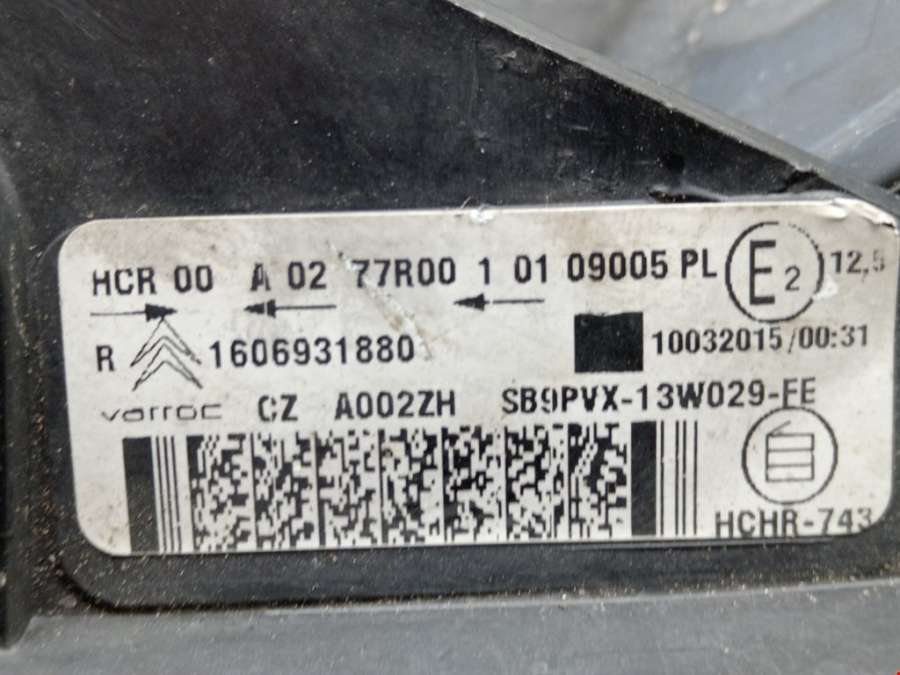 HCR 00 A 02 77R00 1 01 09005 PL E2 12,5
R 1606931880 10032015/00:31
varroc CZ A002ZH SB9PVX-13W029-FE
HCHR-743